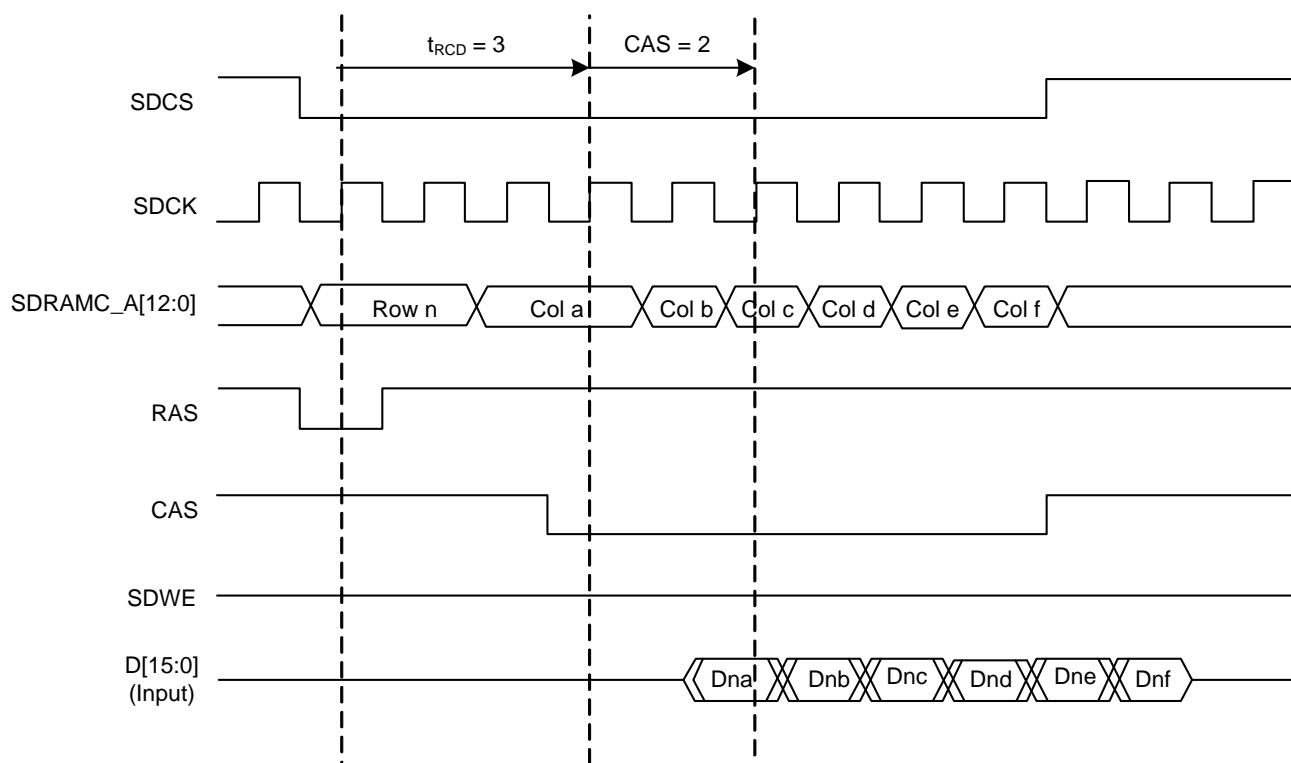 tRCD = 3 CAS = 2
SDCS
SDCK
SDRAMC_A[12:0] Row n Col a Col b Col c Col d Col e Col f
RAS
CAS
SDWE
D[15:0]
(Input)
Dna Dnb Dnc Dnd Dne Dnf